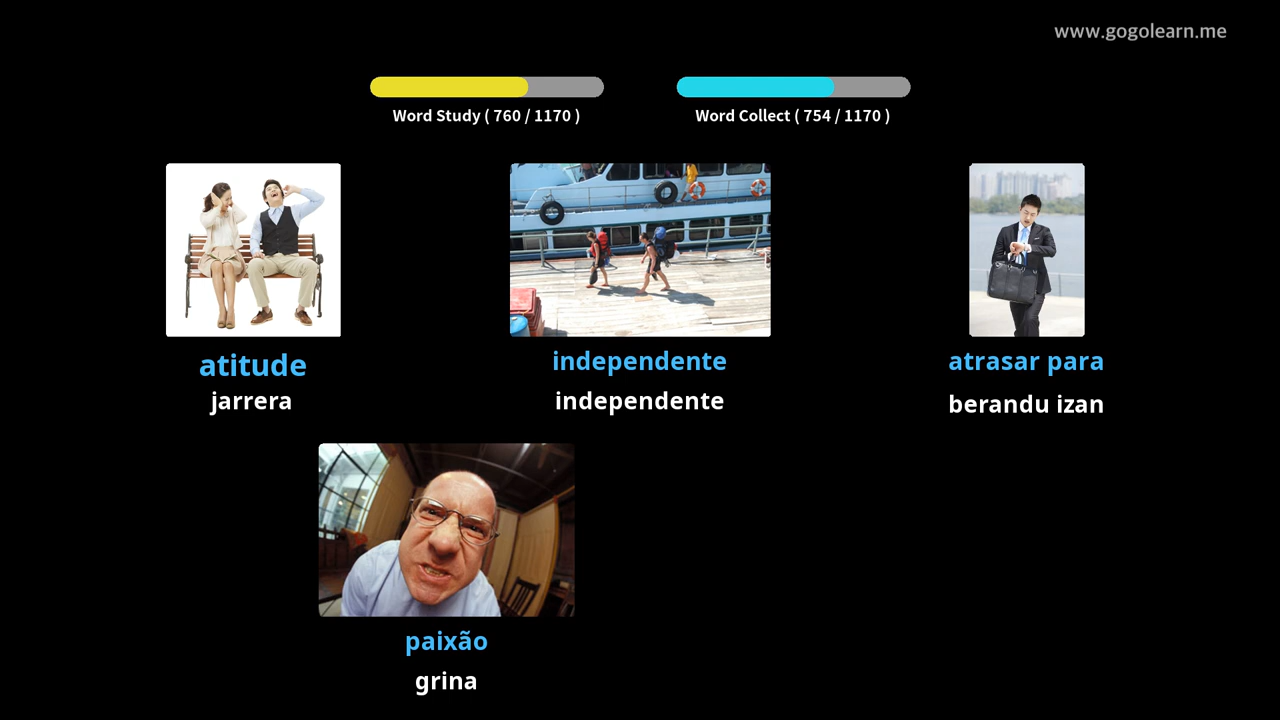 www.gogolearn.me
Word Study ( 760 / 1170 )
Word Collect ( 754 / 1170 )
atitude
jarrera
independente
independente
atrasar para
berandu izan
paixão
grina